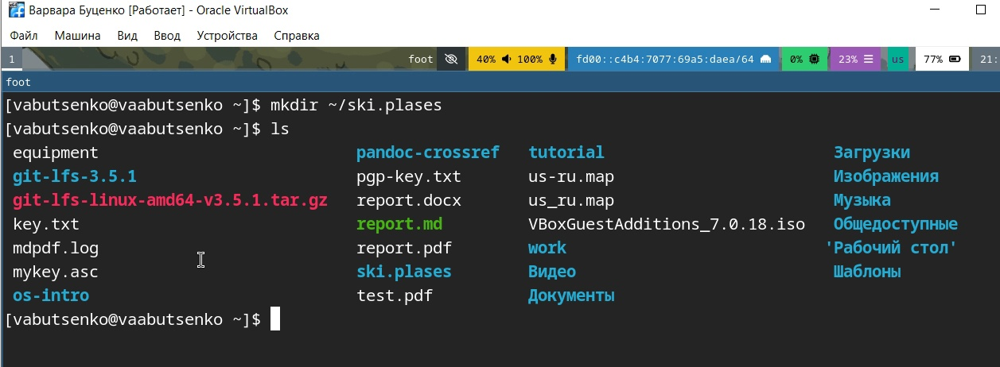 Варвара Буценко [Работает] - Oracle VirtualBox
Файл Машина Вид Ввод Устройства Справка
1 foot 40% 100% fd00::c4b4:7077:69a5:daea/64 0% 23% us 77% 21:
foot
[vabutsenko@vaabutsenko ~]$ mkdir ~/ski.plases
[vabutsenko@vaabutsenko ~]$ ls
equipment pandoc-crossref tutorial Загрузки
git-lfs-3.5.1 pgp-key.txt us-ru.map Изображения
git-lfs-linux-amd64-v3.5.1.tar.gz report.docx us_ru.map Музыка
key.txt report.md VBoxGuestAdditions_7.0.18.iso Общедоступные
mdpdf.log report.pdf work 'Рабочий стол'
mykey.asc ski.plases Видео Шаблоны
os-intro test.pdf Документы
[vabutsenko@vaabutsenko ~]$